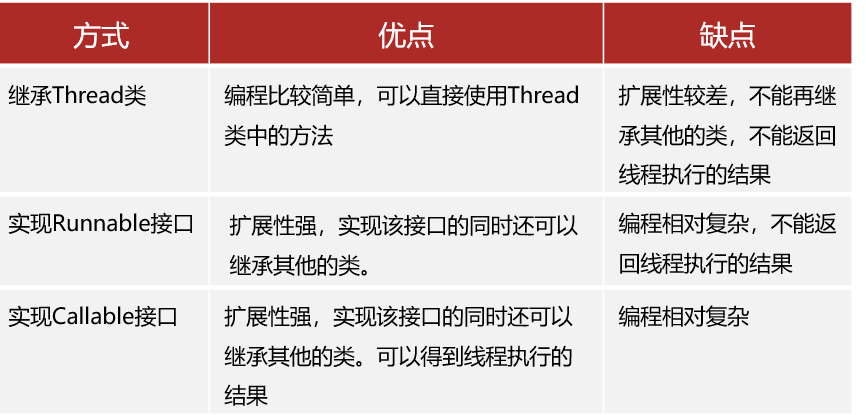 方式
优点
缺点
继承Thread类
编程比较简单，可以直接使用Thread
类中的方法
扩展性较差，不能再继
承其他的类，不能返回
线程执行的结果
实现Runnable接口
扩展性强，实现该接口的同时还可以
继承其他的类。
编程相对复杂，不能返
回线程执行的结果
实现Callable接口
扩展性强，实现该接口的同时还可以
继承其他的类。可以得到线程执行的
结果
编程相对复杂